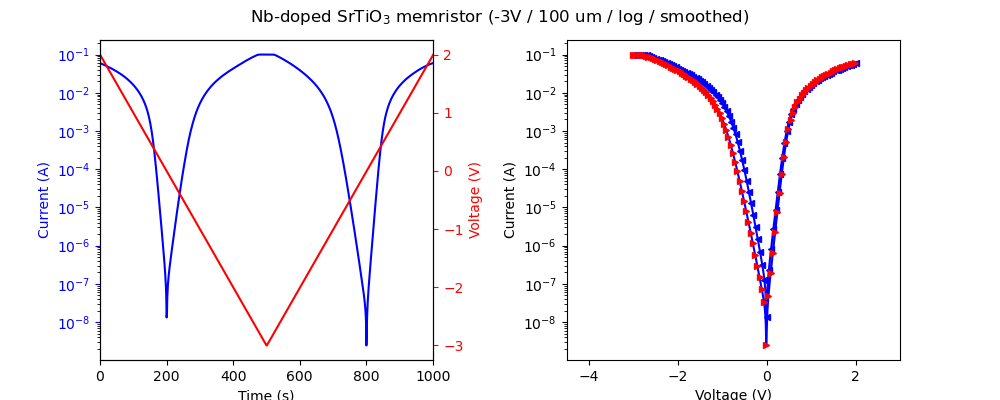 Nb-doped SrTiO₃ memristor (-3V / 100 um / log / smoothed)
10⁻¹
10⁻²
10⁻³
10⁻⁴
10⁻⁵
10⁻⁶
10⁻⁷
10⁻⁸
Current (A)
0 200 400 600 800 1000
Time (s)
2
1
0
−1
−2
−3
Voltage (V)
10⁻¹
10⁻²
10⁻³
10⁻⁴
10⁻⁵
10⁻⁶
10⁻⁷
10⁻⁸
Current (A)
−4 −2 0 2
Voltage (V)